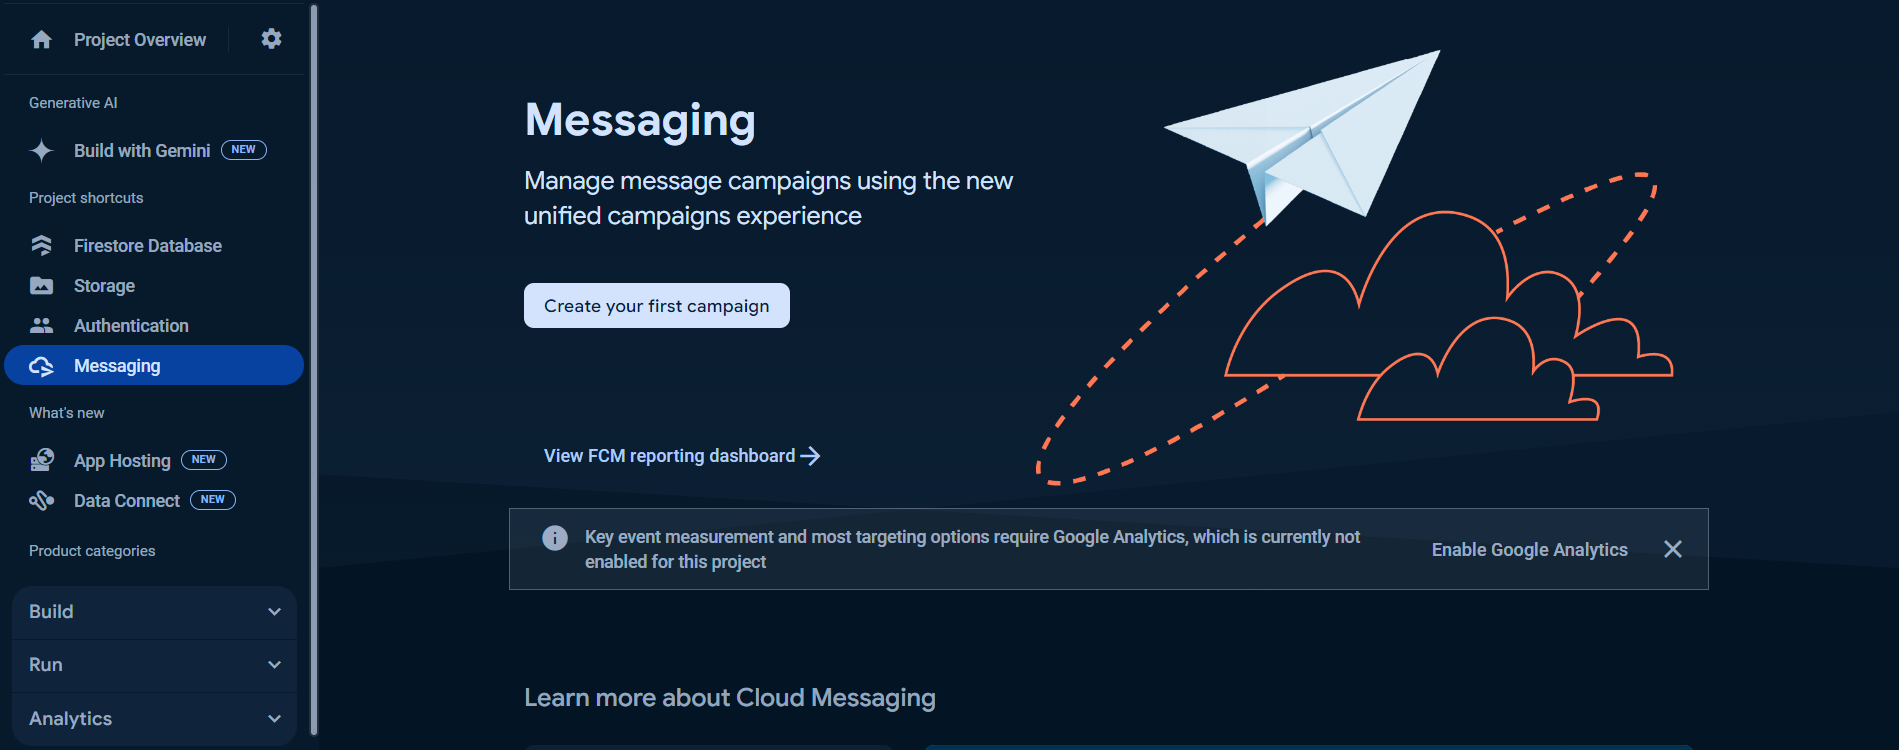 Project Overview
Generative AI
Build with Gemini NEW
Project shortcuts
Firestore Database
Storage
Authentication
Messaging
What's new
App Hosting NEW
Data Connect NEW
Product categories
Build
Run
Analytics
Messaging
Manage message campaigns using the new
unified campaigns experience
Create your first campaign
View FCM reporting dashboard
Key event measurement and most targeting options require Google Analytics, which is currently not
enabled for this project
Enable Google Analytics
Learn more about Cloud Messaging